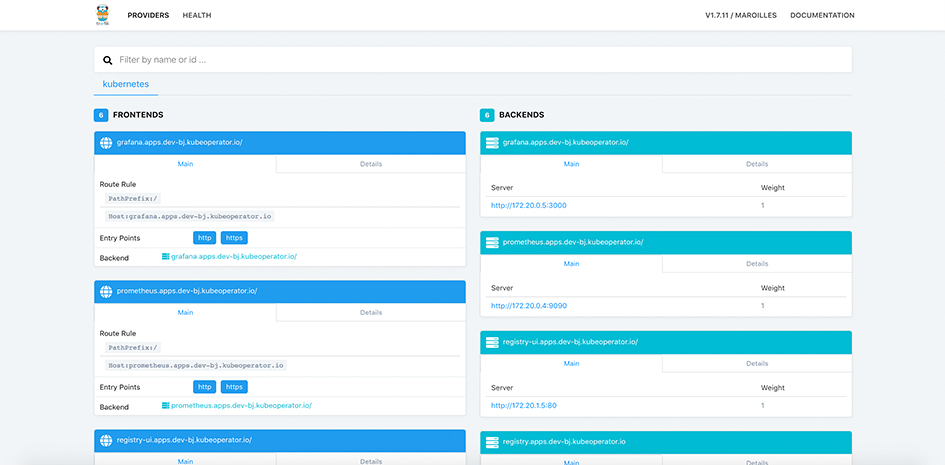 PROVIDERS HEALTH V1.7.11 / MAROILLES DOCUMENTATION
Filter by name or id ...
kubernetes
6 FRONTENDS
grafana.apps.dev-bj.kubeoperator.io/
Main Details
Route Rule
PathPrefix:/
Host:grafana.apps.dev-bj.kubeoperator.io
Entry Points http https
Backend grafana.apps.dev-bj.kubeoperator.io/
prometheus.apps.dev-bj.kubeoperator.io/
Main Details
Route Rule
PathPrefix:/
Host:prometheus.apps.dev-bj.kubeoperator.io
Entry Points http https
Backend prometheus.apps.dev-bj.kubeoperator.io/
registry-ui.apps.dev-bj.kubeoperator.io/
Main Details
6 BACKENDS
grafana.apps.dev-bj.kubeoperator.io/
Main Details
Server Weight
http://172.20.0.5:3000 1
prometheus.apps.dev-bj.kubeoperator.io/
Main Details
Server Weight
http://172.20.0.4:9090 1
registry-ui.apps.dev-bj.kubeoperator.io/
Main Details
Server Weight
http://172.20.1.5:80 1
registry.apps.dev-bj.kubeoperator.io
Main Details